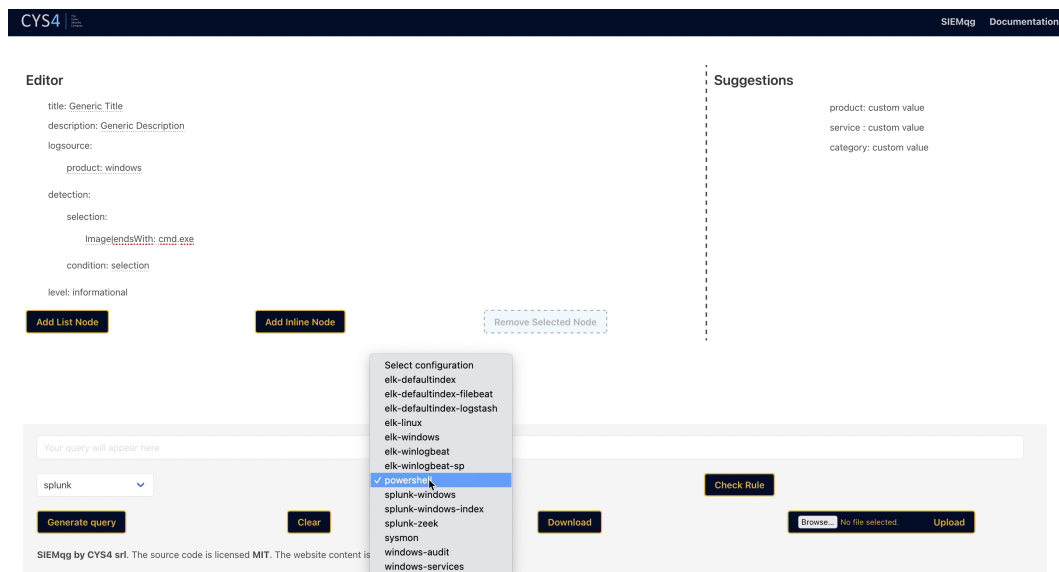 CYS4
SIEMqg Documentation
Editor
title: Generic Title
description: Generic Description
logsource:
product: windows
detection:
selection:
Image|endsWith: cmd.exe
condition: selection
level: informational
Add List Node
Add Inline Node
Remove Selected Node
Suggestions
product: custom value
service : custom value
category: custom value
Select configuration
elk-defaultindex
elk-defaultindex-filebeat
elk-defaultindex-logstash
elk-linux
elk-windows
elk-winlogbeat
elk-winlogbeat-sp
✓ powershell
splunk-windows
splunk-windows-index
splunk-zeek
sysmon
windows-audit
windows-services
Your query will appear here
splunk
Check Rule
Generate query
Clear
Download
Browse... No file selected. Upload
SIEMqg by CYS4 srl. The source code is licensed MIT. The website content is